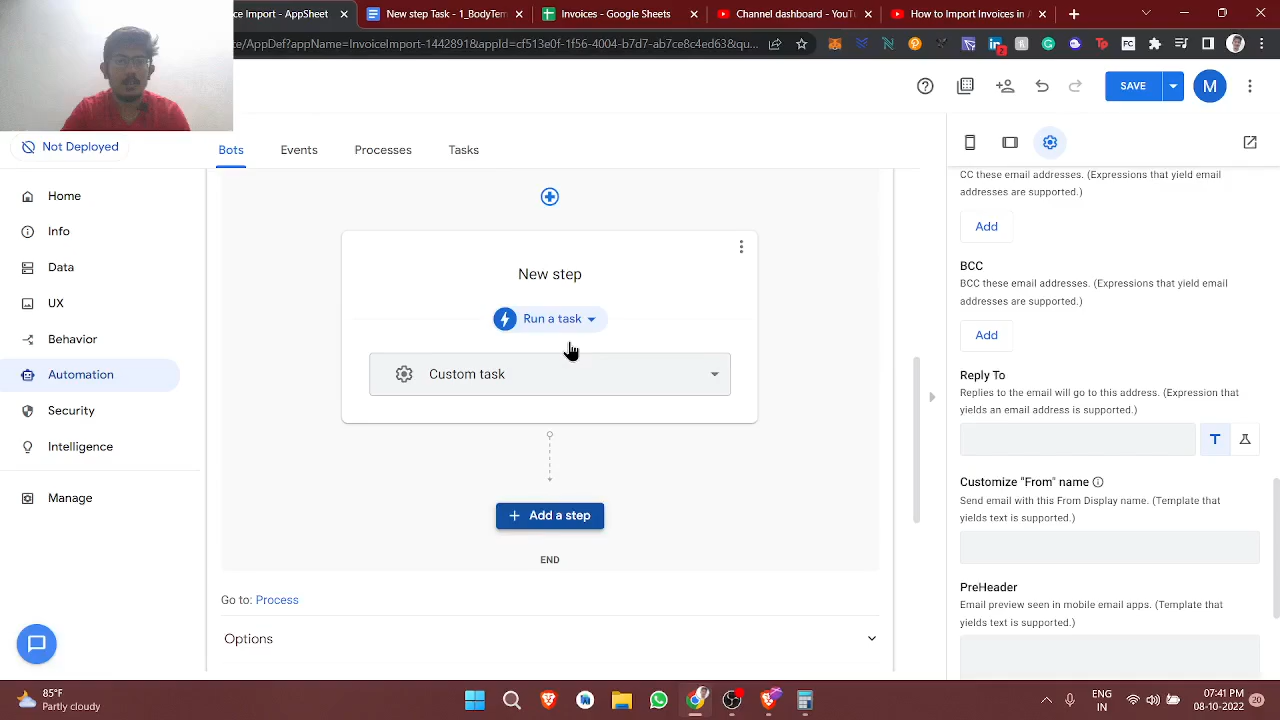 ice Import - AppSheet
New step Task - 1_BodyTem
Invoices - Google Sheets
Channel dashboard - YouTu
How to Import Invoices in A
e/AppDef?appName=InvoiceImport-1442891&appId=cf513e0f-1f56-4004-b7d7-ab7ce8c4ed63&qu...
SAVE
M
Not Deployed
Bots
Events
Processes
Tasks
Home
Info
Data
UX
Behavior
Automation
Security
Intelligence
Manage
New step
Run a task
Custom task
Add a step
END
Go to: Process
Options
CC these email addresses. (Expressions that yield email
addresses are supported.)
Add
BCC
BCC these email addresses. (Expressions that yield email
addresses are supported.)
Add
Reply To
Replies to the email will go to this address. (Expression that
yields an email address is supported.)
T
Customize "From" name
Send email with this From Display name. (Template that
yields text is supported.)
PreHeader
Email preview seen in mobile email apps. (Template that
yields text is supported.)
85°F
Partly cloudy
ENG
IN
07:41 PM
08-10-2022
20